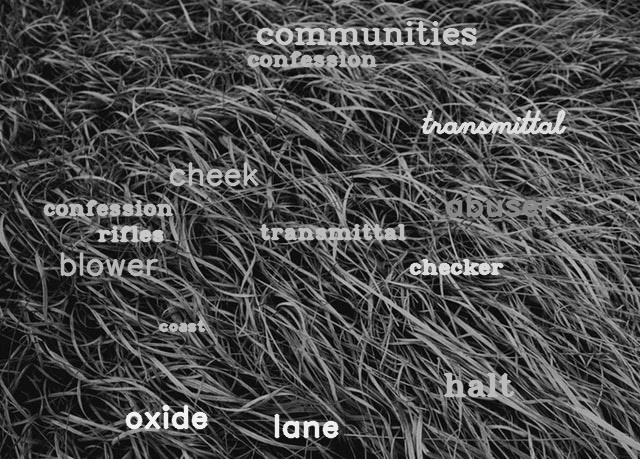 communities
confession
transmittal
cheek
abuser
confession
rifles
transmittal
blower
checker
coast
halt
oxide
lane